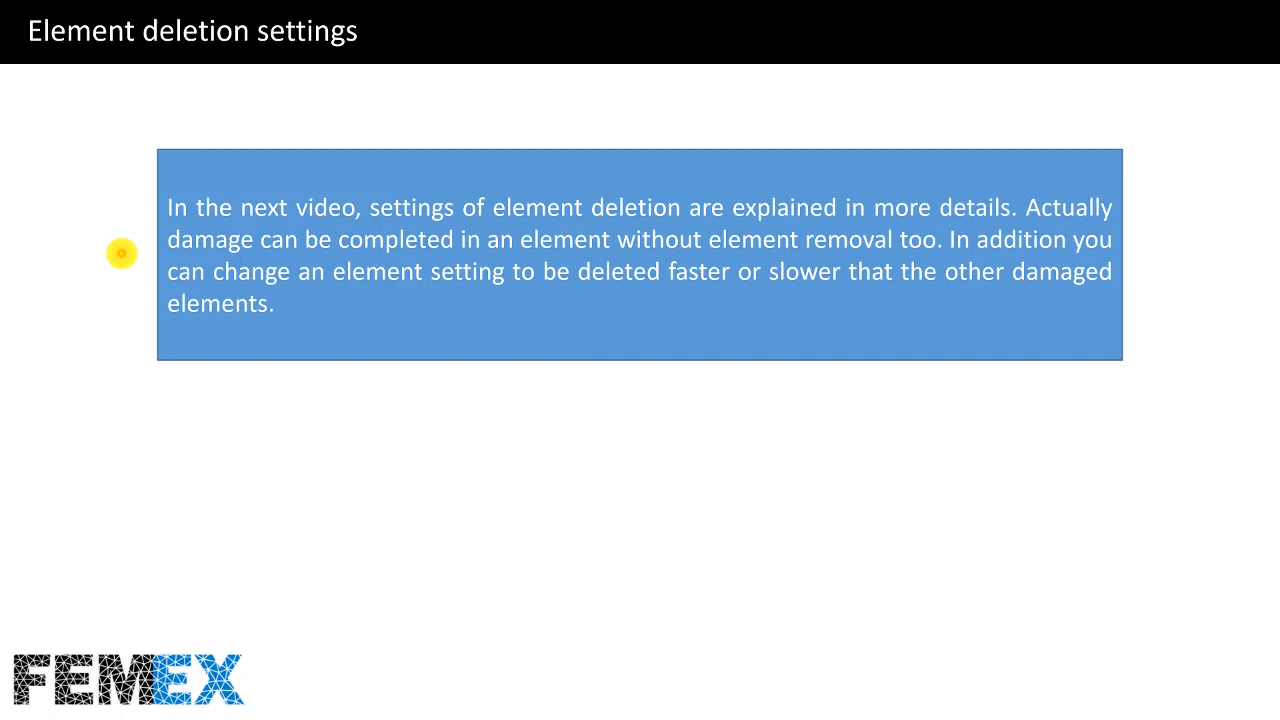 Element deletion settings
In the next video, settings of element deletion are explained in more details. Actually
damage can be completed in an element without element removal too. In addition you
can change an element setting to be deleted faster or slower that the other damaged
elements.
FEMEX